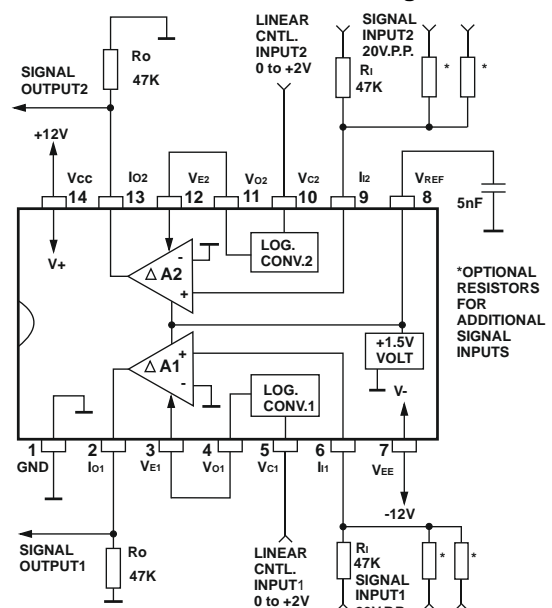 LINEAR
CNTL.
INPUT2
0 to +2V
SIGNAL
INPUT2
20V.P.P.
Ro
47K
SIGNAL
OUTPUT2
RI
47K
*
*
+12V
Vcc
IO2
VE2
VO2
VC2
II2
VREF
14
13
12
11
10
9
8
5nF
V+
Δ A2
-
+
LOG.
CONV.2
*OPTIONAL
RESISTORS
FOR
ADDITIONAL
SIGNAL
INPUTS
+1.5V
VOLT
Δ A1
+
-
LOG.
CONV.1
V-
1
2
3
4
5
6
7
GND
IO1
VE1
VO1
VC1
II1
VEE
-12V
SIGNAL
OUTPUT1
Ro
47K
LINEAR
CNTL.
INPUT1
0 to +2V
RI
47K
SIGNAL
INPUT1
*
*